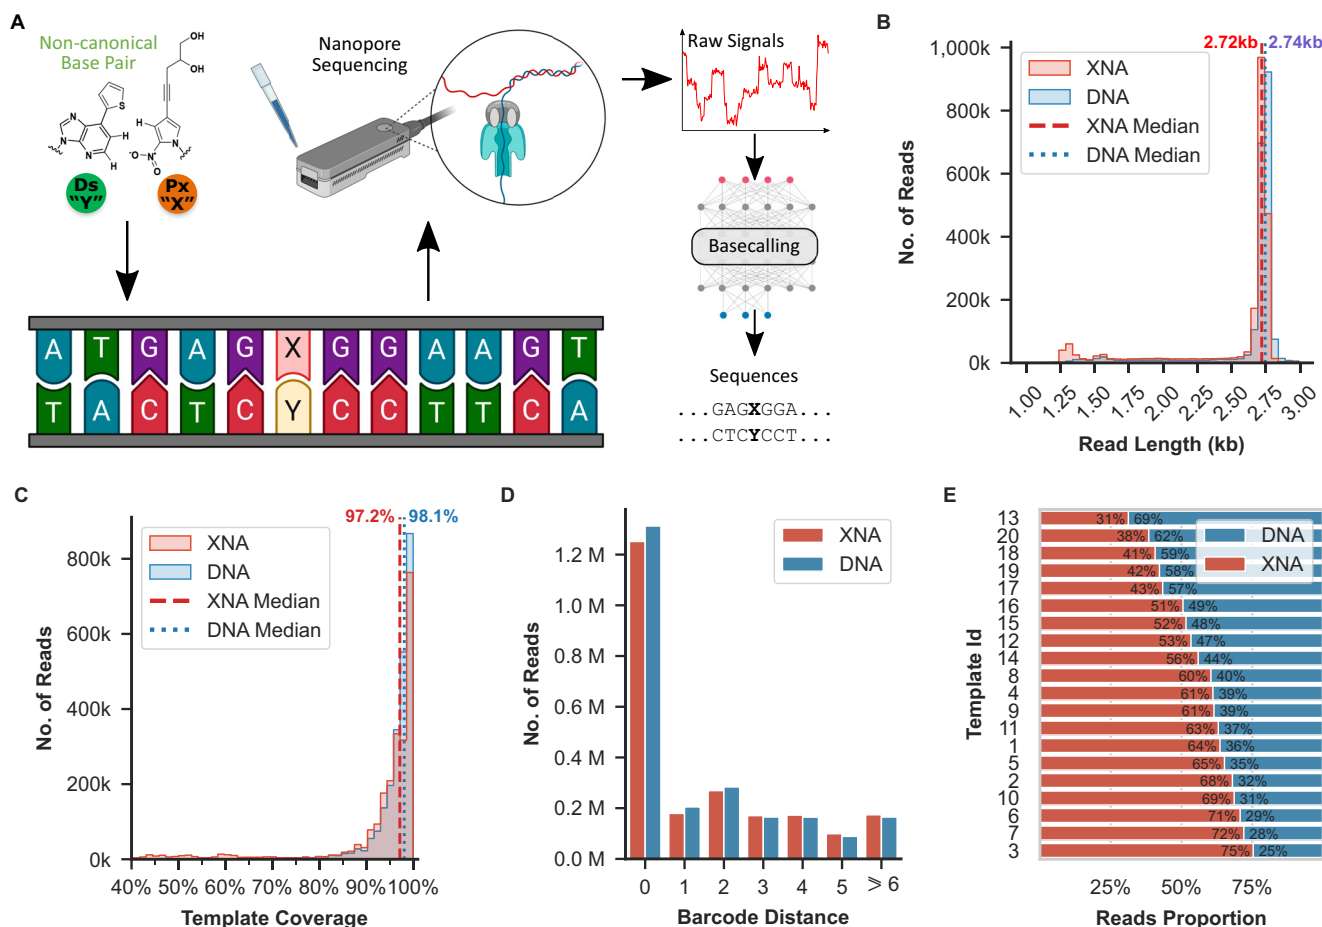 A
Non-canonical
Base Pair
OH
OH
S
N
N
N
H
H
H
N
-O
N+
O
Ds
"Y"
Px
"X"
Nanopore
Sequencing
Raw Signals
Basecalling
Sequences
...GAGXGGA...
...CTCYCCT...
A T G A G X G G A A G T
T A C T C Y C C T T C A
B
2.72kb 2.74kb
XNA
DNA
XNA Median
DNA Median
No. of Reads
1,000k
800k
600k
400k
200k
0k
1.00 1.25 1.50 1.75 2.00 2.25 2.50 2.75 3.00
Read Length (kb)
C
97.2% 98.1%
XNA
DNA
XNA Median
DNA Median
No. of Reads
800k
600k
400k
200k
0k
40% 50% 60% 70% 80% 90% 100%
Template Coverage
D
XNA
DNA
No. of Reads
1.2 M
1.0 M
0.8 M
0.6 M
0.4 M
0.2 M
0.0 M
0 1 2 3 4 5 ⩾ 6
Barcode Distance
E
DNA
XNA
Template Id
13 31% 69%
20 38% 62%
18 41% 59%
19 42% 58%
17 43% 57%
16 51% 49%
15 52% 48%
12 53% 47%
14 56% 44%
8 60% 40%
4 61% 39%
9 61% 39%
11 63% 37%
1 64% 36%
5 65% 35%
2 68% 32%
10 69% 31%
6 71% 29%
7 72% 28%
3 75% 25%
25% 50% 75%
Reads Proportion